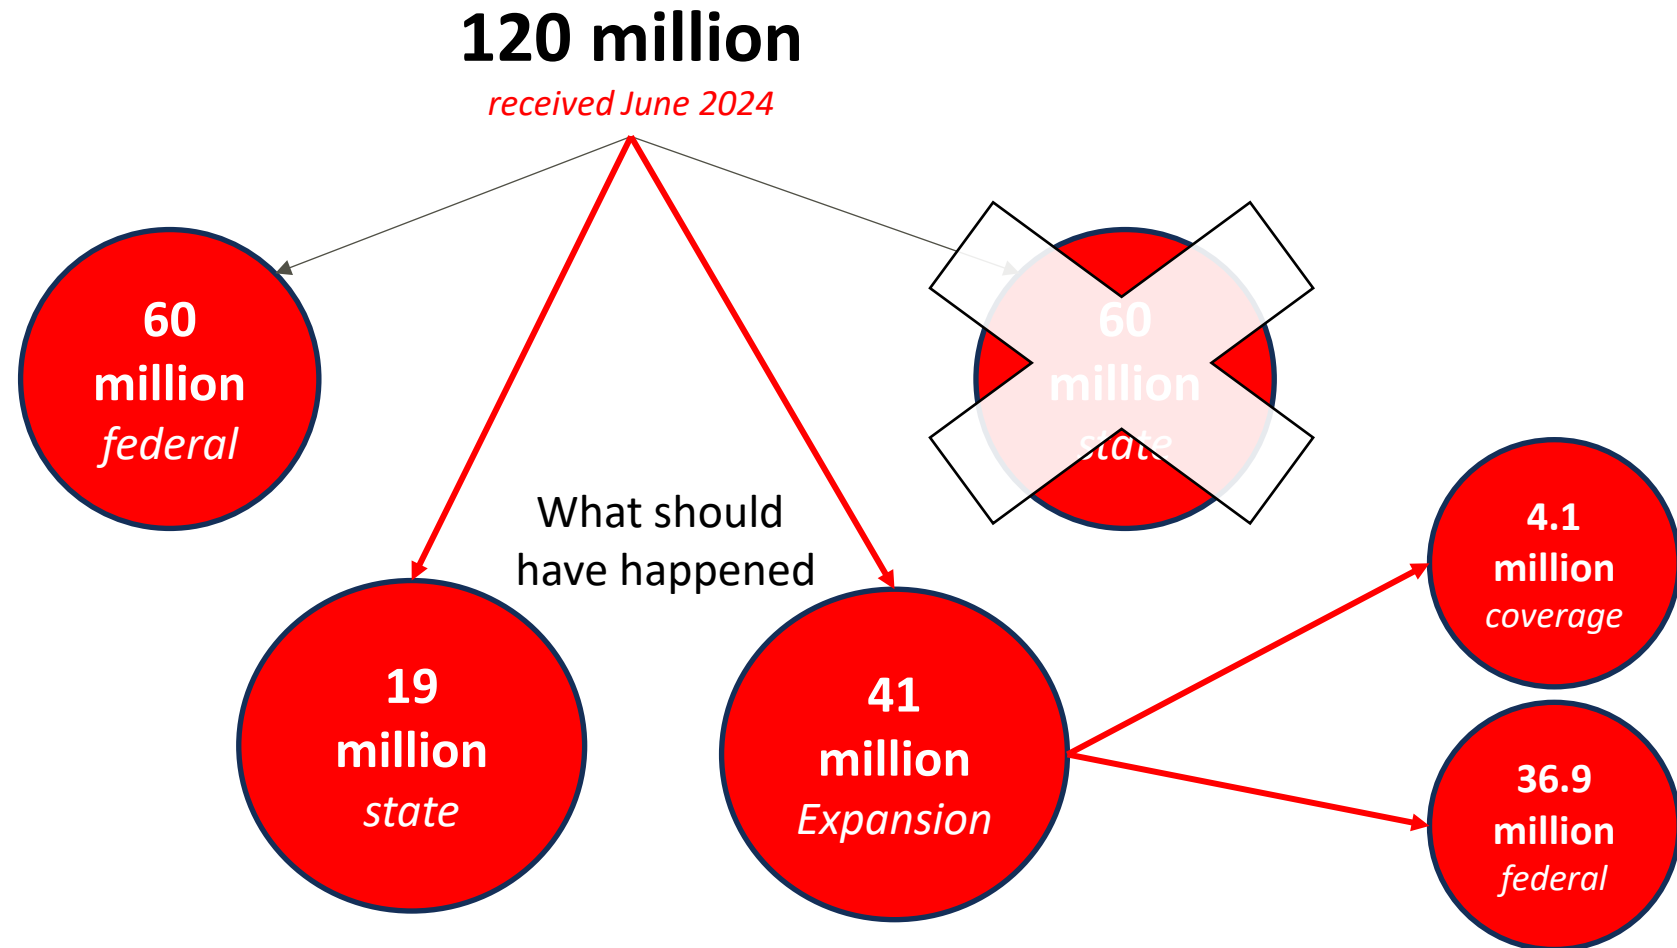 120 million
received June 2024
60
million
federal
60
million
state
What should
have happened
19
million
state
41
million
Expansion
4.1
million
coverage
36.9
million
federal